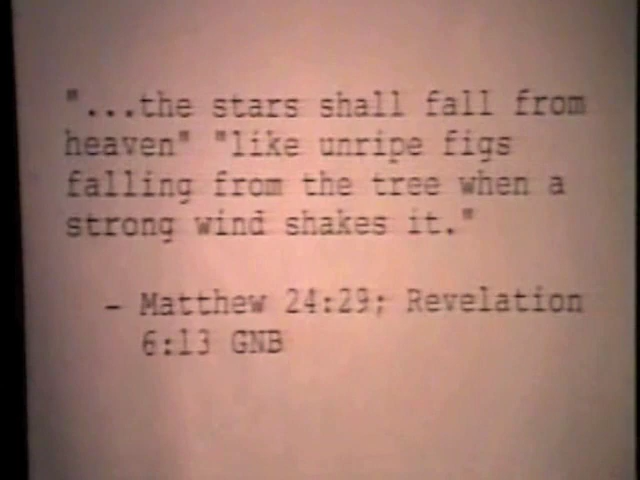 "...the stars shall fall from
heaven" "like unripe figs
falling from the tree when a
strong wind shakes it."
- Matthew 24:29; Revelation
6:13 GNB